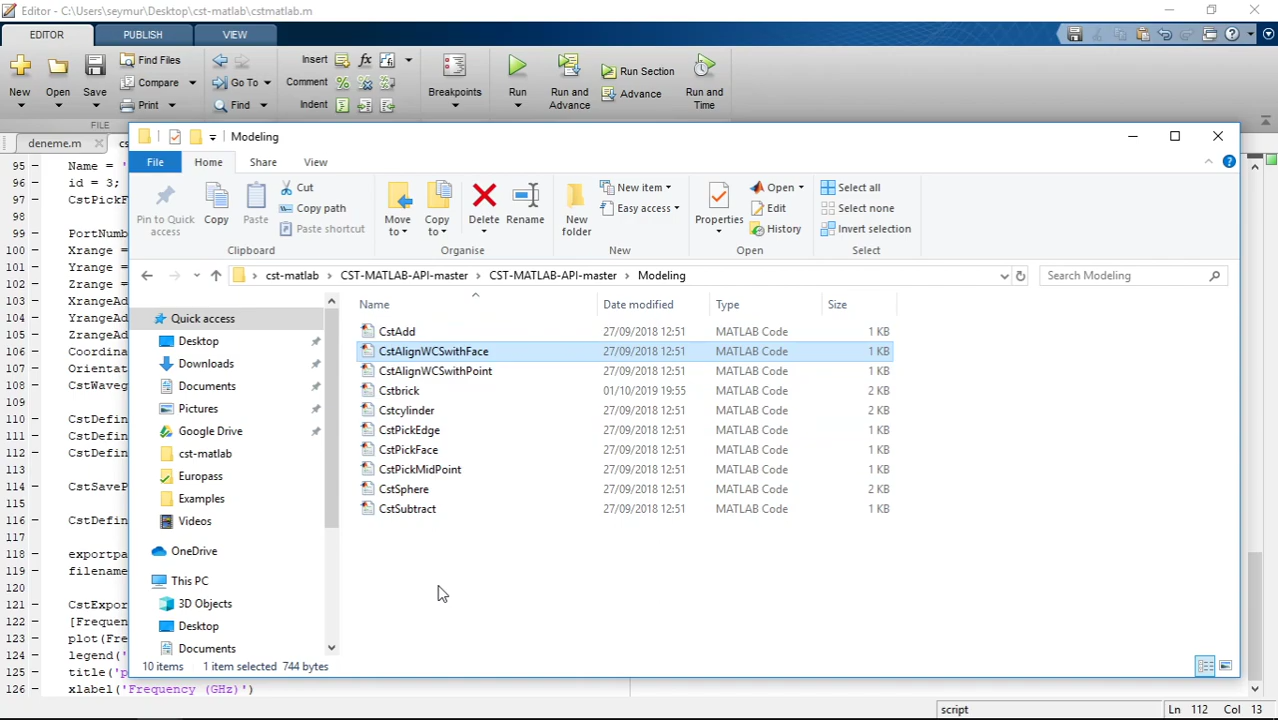 Editor - C:\Users\seymur\Desktop\cst-matlab\cstmatlab.m
EDITOR PUBLISH VIEW
New Open Save Find Files Compare Print
Go To Find
Insert Comment Indent
Breakpoints Run Run and Advance Run Section Advance Run and Time
FILE
deneme.m cs
95 Name = '
96 id = 3;
97 CstPickF
98
99 PortNumb
100 Xrange =
101 Yrange =
102 Zrange =
103 XrangeAd
104 YrangeAd
105 ZrangeAd
106 Coordina
107 Orientat
108 CstWaveg
109
110 CstDefin
111 CstDefin
112 CstDefin
113
114 CstSaveP
115
116 CstDefin
117
118 exportpa
119 filename
120
121 CstExpor
122 [Frequen
123 plot(Fre
124 legend('
125 title('p
126 xlabel('Frequency (GHz)')
Modeling
File Home Share View
Pin to Quick access Copy Paste Cut Copy path Paste shortcut
Move to Copy to Delete Rename
New folder New item Easy access
Properties Open Edit History
Select all Select none Invert selection
Clipboard Organise New Open Select
cst-matlab CST-MATLAB-API-master CST-MATLAB-API-master Modeling
Search Modeling
Quick access
Desktop
Downloads
Documents
Pictures
Google Drive
cst-matlab
Europass
Examples
Videos
OneDrive
This PC
3D Objects
Desktop
Documents
Name Date modified Type Size
CstAdd 27/09/2018 12:51 MATLAB Code 1 KB
CstAlignWCSwithFace 27/09/2018 12:51 MATLAB Code 1 KB
CstAlignWCSwithPoint 27/09/2018 12:51 MATLAB Code 1 KB
Cstbrick 01/10/2019 19:55 MATLAB Code 2 KB
Cstcylinder 27/09/2018 12:51 MATLAB Code 2 KB
CstPickEdge 27/09/2018 12:51 MATLAB Code 1 KB
CstPickFace 27/09/2018 12:51 MATLAB Code 1 KB
CstPickMidPoint 27/09/2018 12:51 MATLAB Code 1 KB
CstSphere 27/09/2018 12:51 MATLAB Code 2 KB
CstSubtract 27/09/2018 12:51 MATLAB Code 1 KB
10 items 1 item selected 744 bytes
script Ln 112 Col 13